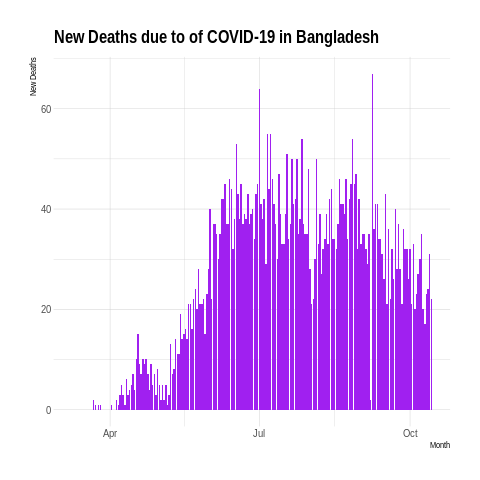 New Deaths due to of COVID-19 in Bangladesh
New Deaths
60
40
20
0
Apr
Jul
Oct
Month